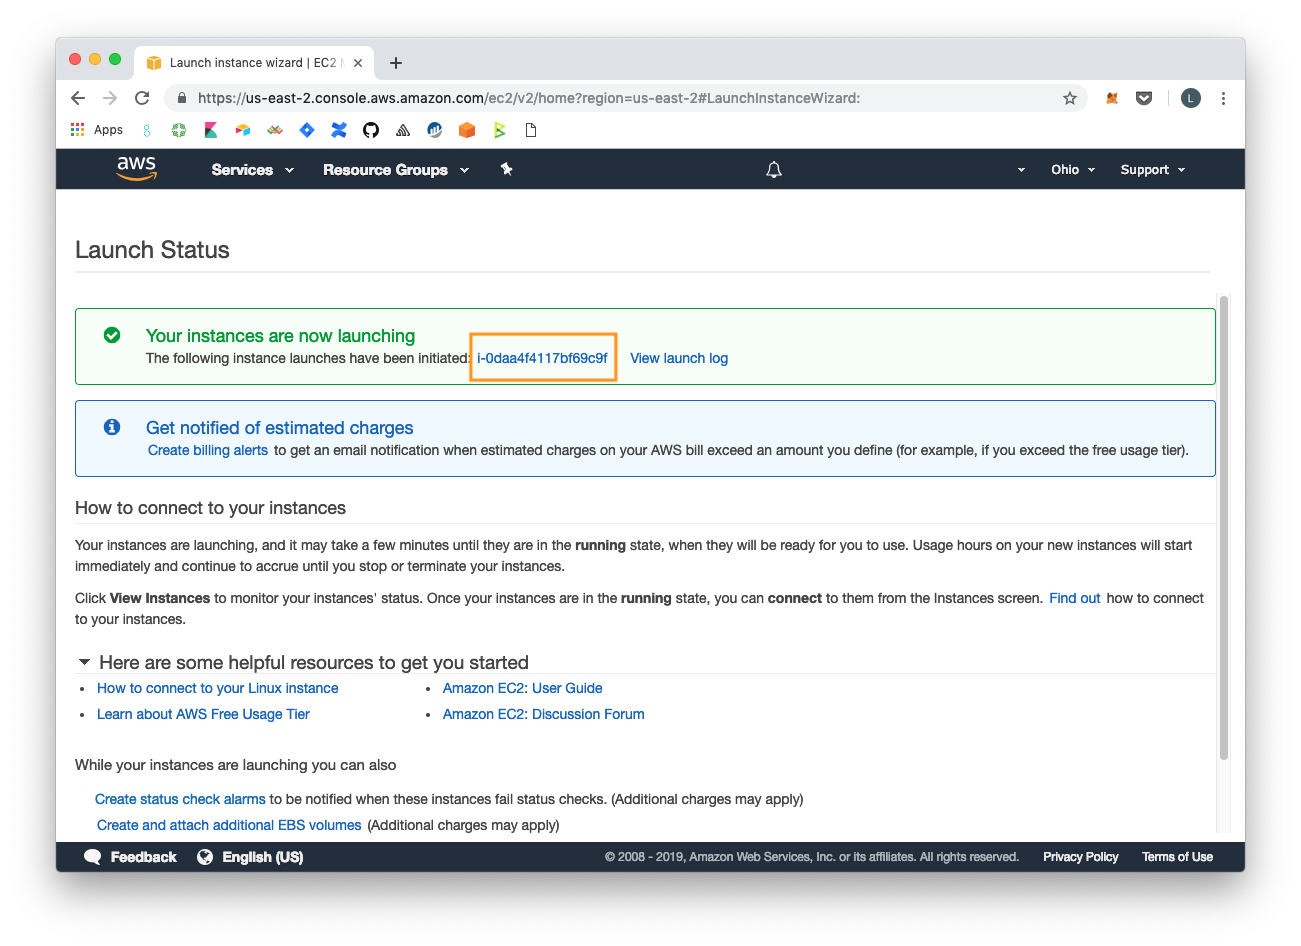 Launch instance wizard | EC2
https://us-east-2.console.aws.amazon.com/ec2/v2/home?region=us-east-2#LaunchInstanceWizard:
L
Apps
aws Services Resource Groups Ohio Support
Launch Status
Your instances are now launching
The following instance launches have been initiated: i-0daa4f4117bf69c9f View launch log
Get notified of estimated charges
Create billing alerts to get an email notification when estimated charges on your AWS bill exceed an amount you define (for example, if you exceed the free usage tier).
How to connect to your instances
Your instances are launching, and it may take a few minutes until they are in the running state, when they will be ready for you to use. Usage hours on your new instances will start
immediately and continue to accrue until you stop or terminate your instances.
Click View Instances to monitor your instances' status. Once your instances are in the running state, you can connect to them from the Instances screen. Find out how to connect
to your instances.
Here are some helpful resources to get you started
• How to connect to your Linux instance • Amazon EC2: User Guide
• Learn about AWS Free Usage Tier • Amazon EC2: Discussion Forum
While your instances are launching you can also
Create status check alarms to be notified when these instances fail status checks. (Additional charges may apply)
Create and attach additional EBS volumes (Additional charges may apply)
Feedback English (US) © 2008 - 2019, Amazon Web Services, Inc. or its affiliates. All rights reserved. Privacy Policy Terms of Use